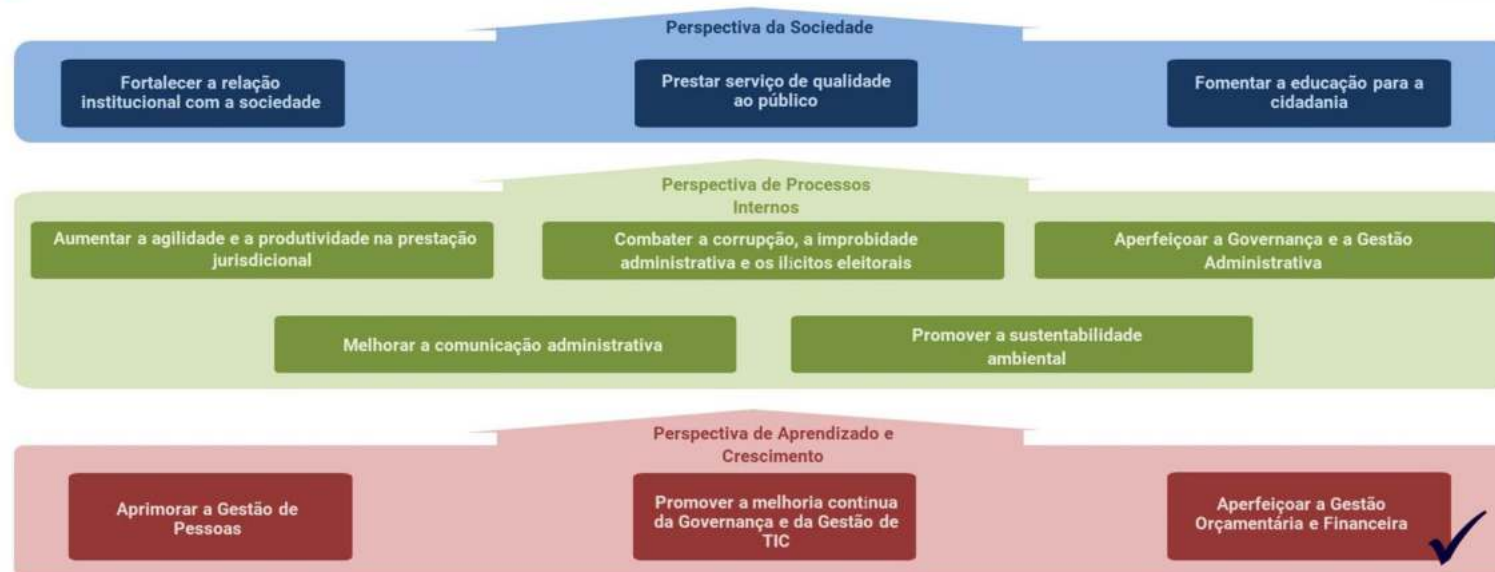 Perspectiva da Sociedade
Fortalecer a relação
institucional com a sociedade
Prestar serviço de qualidade
ao público
Fomentar a educação para a
cidadania
Perspectiva de Processos
Internos
Aumentar a agilidade e a produtividade na prestação
jurisdicional
Combater a corrupção, a improbidade
administrativa e os ilícitos eleitorais
Aperfeiçoar a Governança e a Gestão
Administrativa
Melhorar a comunicação administrativa
Promover a sustentabilidade
ambiental
Perspectiva de Aprendizado e
Crescimento
Aprimorar a Gestão de
Pessoas
Promover a melhoria contínua
da Governança e da Gestão de
TIC
Aperfeiçoar a Gestão
Orçamentária e Financeira